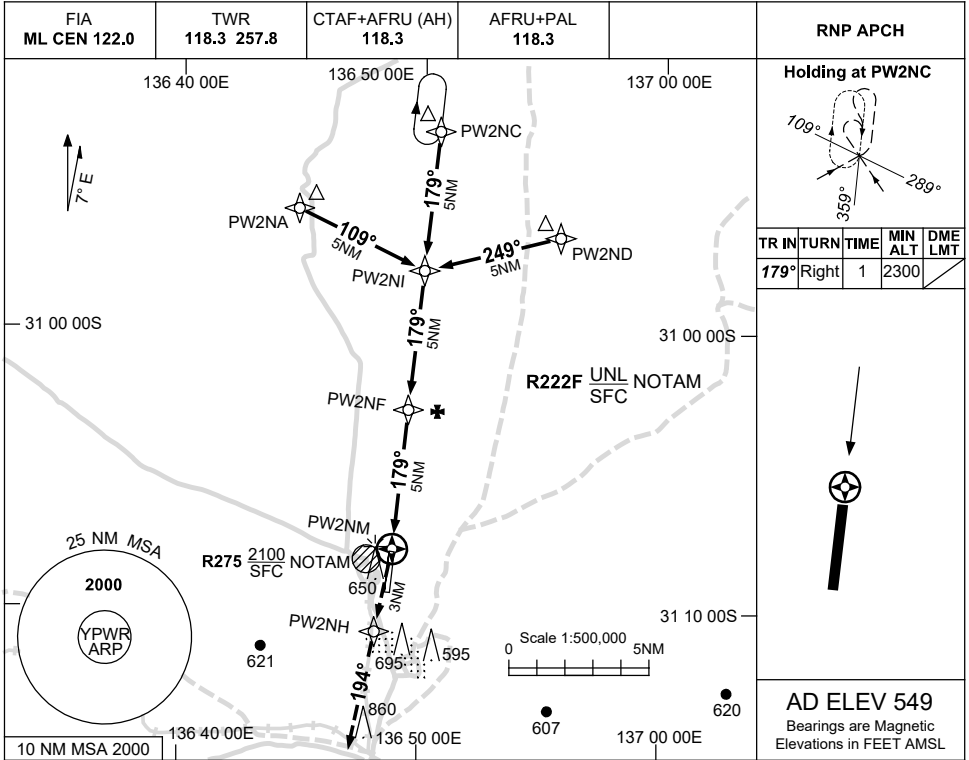 FIA
ML CEN 122.0
TWR
118.3 257.8
CTAF+AFRU (AH)
118.3
AFRU+PAL
118.3
RNP APCH
136 40 00E
136 50 00E
137 00 00E
Holding at PW2NC
109°
289°
359°
TR IN TURN TIME MIN ALT DME LMT
179° Right 1 2300
7° E
PW2NC
179°
5NM
PW2NA
109°
5NM
249°
5NM
PW2ND
PW2NI
31 00 00S
179°
5NM
31 00 00S
R222F UNL
SFC NOTAM
PW2NF
179°
5NM
PW2NM
R275 2100
SFC NOTAM
650
3NM
25 NM MSA
2000
YPWR
ARP
PW2NH
31 10 00S
Scale 1:500,000
0 5NM
621
695
595
194°
860
607
620
10 NM MSA 2000
136 40 00E
136 50 00E
137 00 00E
AD ELEV 549
Bearings are Magnetic
Elevations in FEET AMSL